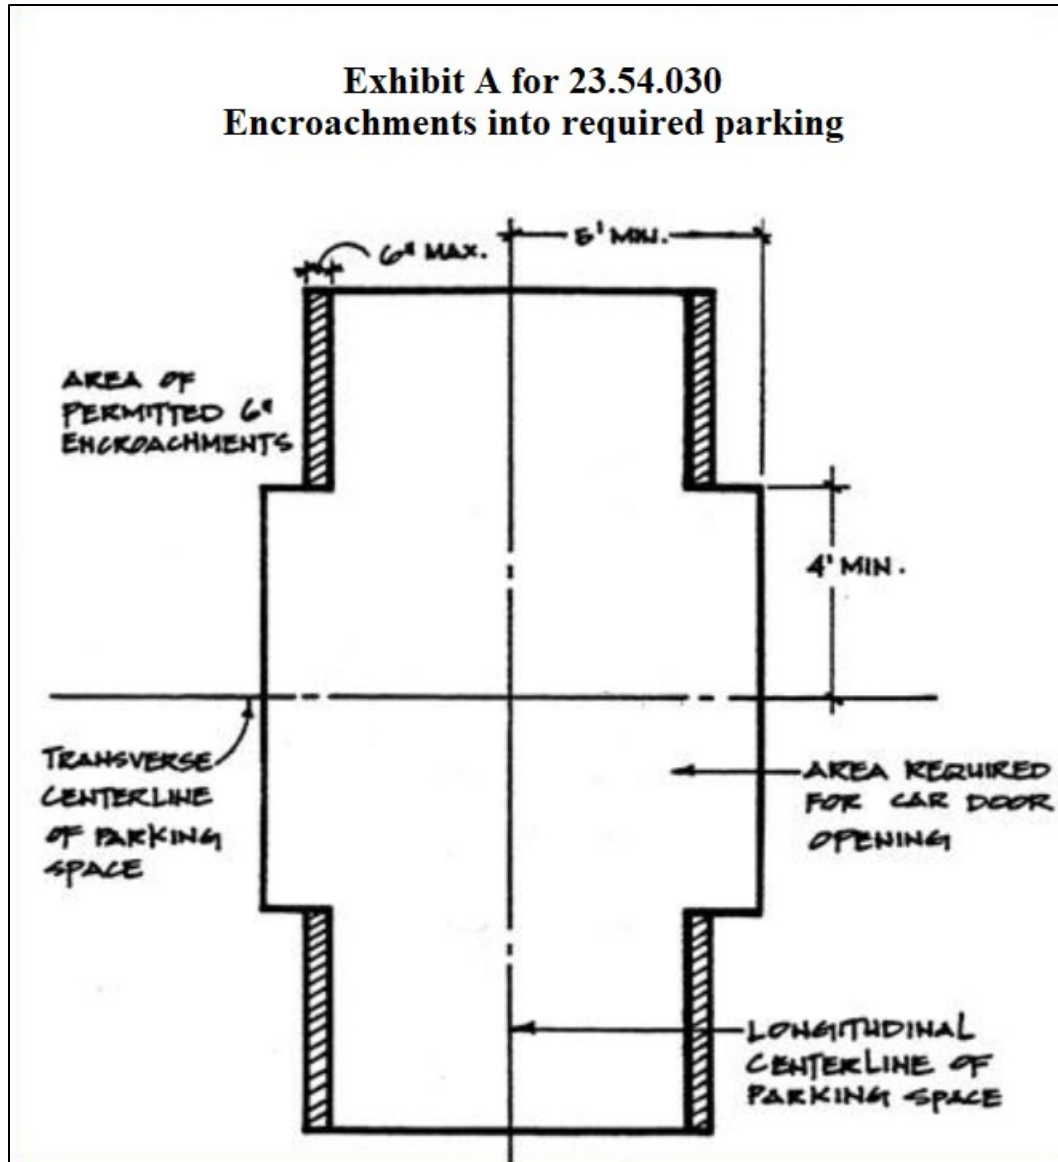 Exhibit A for 23.54.030
Encroachments into required parking
5' MIN.
6" MAX.
AREA OF
PERMITTED 6"
ENCROACHMENTS
4' MIN.
TRANSVERSE
CENTERLINE
OF PARKING
SPACE
AREA REQUIRED
FOR CAR DOOR
OPENING
LONGITUDINAL
CENTERLINE OF
PARKING SPACE